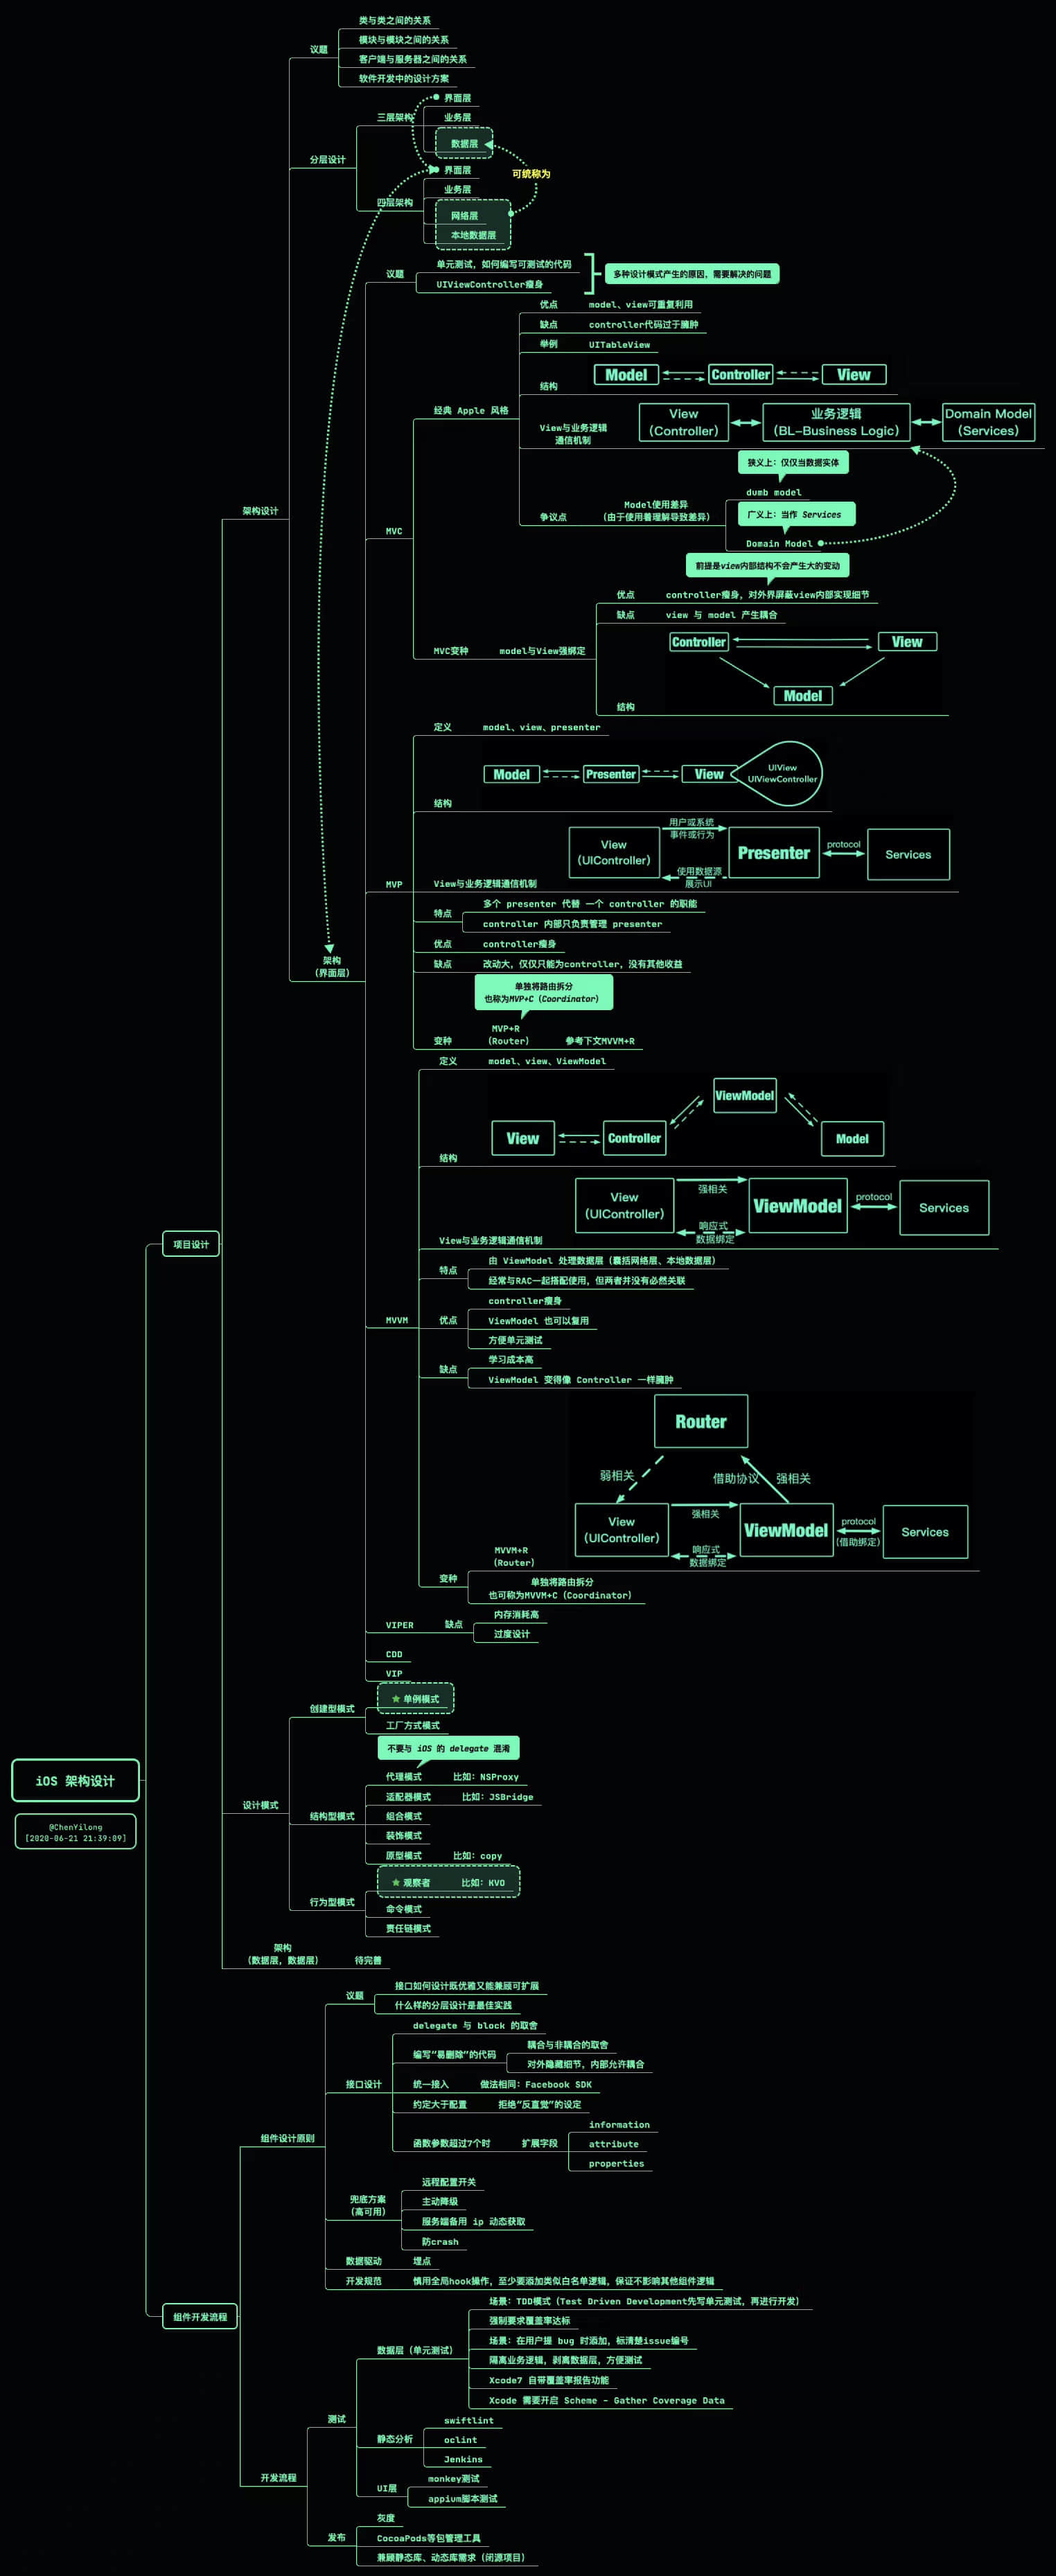 类与类之间的关系
模块与模块之间的关系
议题
客户端与服务器之间的关系
软件开发中的设计方案
界面层
三层架构
业务层
数据层
分层设计
界面层
可统称为
业务层
四层架构
网络层
本地数据层
单元测试，如何编写可测试的代码
议题
多种设计模式产生的原因，需要解决的问题
UIViewController瘦身
优点
model、view可重复利用
缺点
controller代码过于臃肿
举例
UITableView
Model
Controller
View
结构
经典 Apple 风格
View
（Controller）
业务逻辑
（BL-Business Logic）
Domain Model
（Services）
View与业务逻辑
通信机制
狭义上：仅仅当数据实体
dumb model
Model使用差异
（由于使用着理解导致差异）
争议点
广义上：当作 Services
架构设计
MVC
Domain Model
前提是view内部结构不会产生大的变动
优点
controller瘦身，对外界屏蔽view内部实现细节
缺点
view 与 model 产生耦合
Controller
View
MVC变种
model与View强绑定
Model
结构
定义
model、view、presenter
Model
Presenter
View
UIView
UIViewController
结构
用户或系统
事件或行为
View
（UIController）
Presenter
protocol
Services
使用数据源
展示UI
MVP
View与业务逻辑通信机制
多个 presenter 代替 一个 controller 的职能
特点
controller 内部只负责管理 presenter
优点
controller瘦身
架构
（界面层）
缺点
改动大，仅仅只能为controller，没有其他收益
单独将路由拆分
也称为MVP+C（Coordinator）
MVP+R
（Router）
变种
参考下文MVVM+R
定义
model、view、ViewModel
ViewModel
View
Controller
Model
结构
View
（UIController）
强相关
ViewModel
protocol
Services
响应式
数据绑定
项目设计
View与业务逻辑通信机制
由 ViewModel 处理数据层（囊括网络层、本地数据层）
特点
经常与RAC一起搭配使用，但两者并没有必然关联
controller瘦身
MVVM
优点
ViewModel 也可以复用
方便单元测试
学习成本高
缺点
ViewModel 变得像 Controller 一样臃肿
Router
弱相关
借助协议
强相关
View
（UIController）
强相关
ViewModel
protocol
（借助绑定）
Services
响应式
数据绑定
MVVM+R
（Router）
变种
单独将路由拆分
也可称为MVVM+C（Coordinator）
内存消耗高
VIPER
缺点
过度设计
CDD
VIP
单例模式
创建型模式
工厂方式模式
不要与 iOS 的 delegate 混淆
代理模式
比如：NSProxy
iOS 架构设计
适配器模式
比如：JSBridge
设计模式
结构型模式
组合模式
@ChenYilong
[2020-06-21 21:39:09]
装饰模式
原型模式
比如：copy
观察者
比如：KVO
行为型模式
命令模式
责任链模式
架构
（数据层，数据层）
待完善
接口如何设计既优雅又能兼顾可扩展
议题
什么样的分层设计是最佳实践
delegate 与 block 的取舍
耦合与非耦合的取舍
编写“易删除”的代码
对外隐藏细节，内部允许耦合
接口设计
统一接入
做法相同：Facebook SDK
约定大于配置
拒绝“反直觉”的设定
information
组件设计原则
函数参数超过7个时
扩展字段
attribute
properties
远程配置开关
兜底方案
（高可用）
主动降级
服务端备用 ip 动态获取
防crash
数据驱动
埋点
开发规范
慎用全局hook操作，至少要添加类似白名单逻辑，保证不影响其他组件逻辑
场景：TDD模式（Test Driven Development先写单元测试，再进行开发）
组件开发流程
强制要求覆盖率达标
场景：在用户提 bug 时添加，标清楚issue编号
数据层（单元测试）
隔离业务逻辑，剥离数据层，方便测试
Xcode7 自带覆盖率报告功能
Xcode 需要开启 Scheme - Gather Coverage Data
测试
swiftlint
静态分析
oclint
Jenkins
开发流程
monkey测试
UI层
appium脚本测试
灰度
发布
CocoaPods等包管理工具
兼顾静态库、动态库需求（闭源项目）